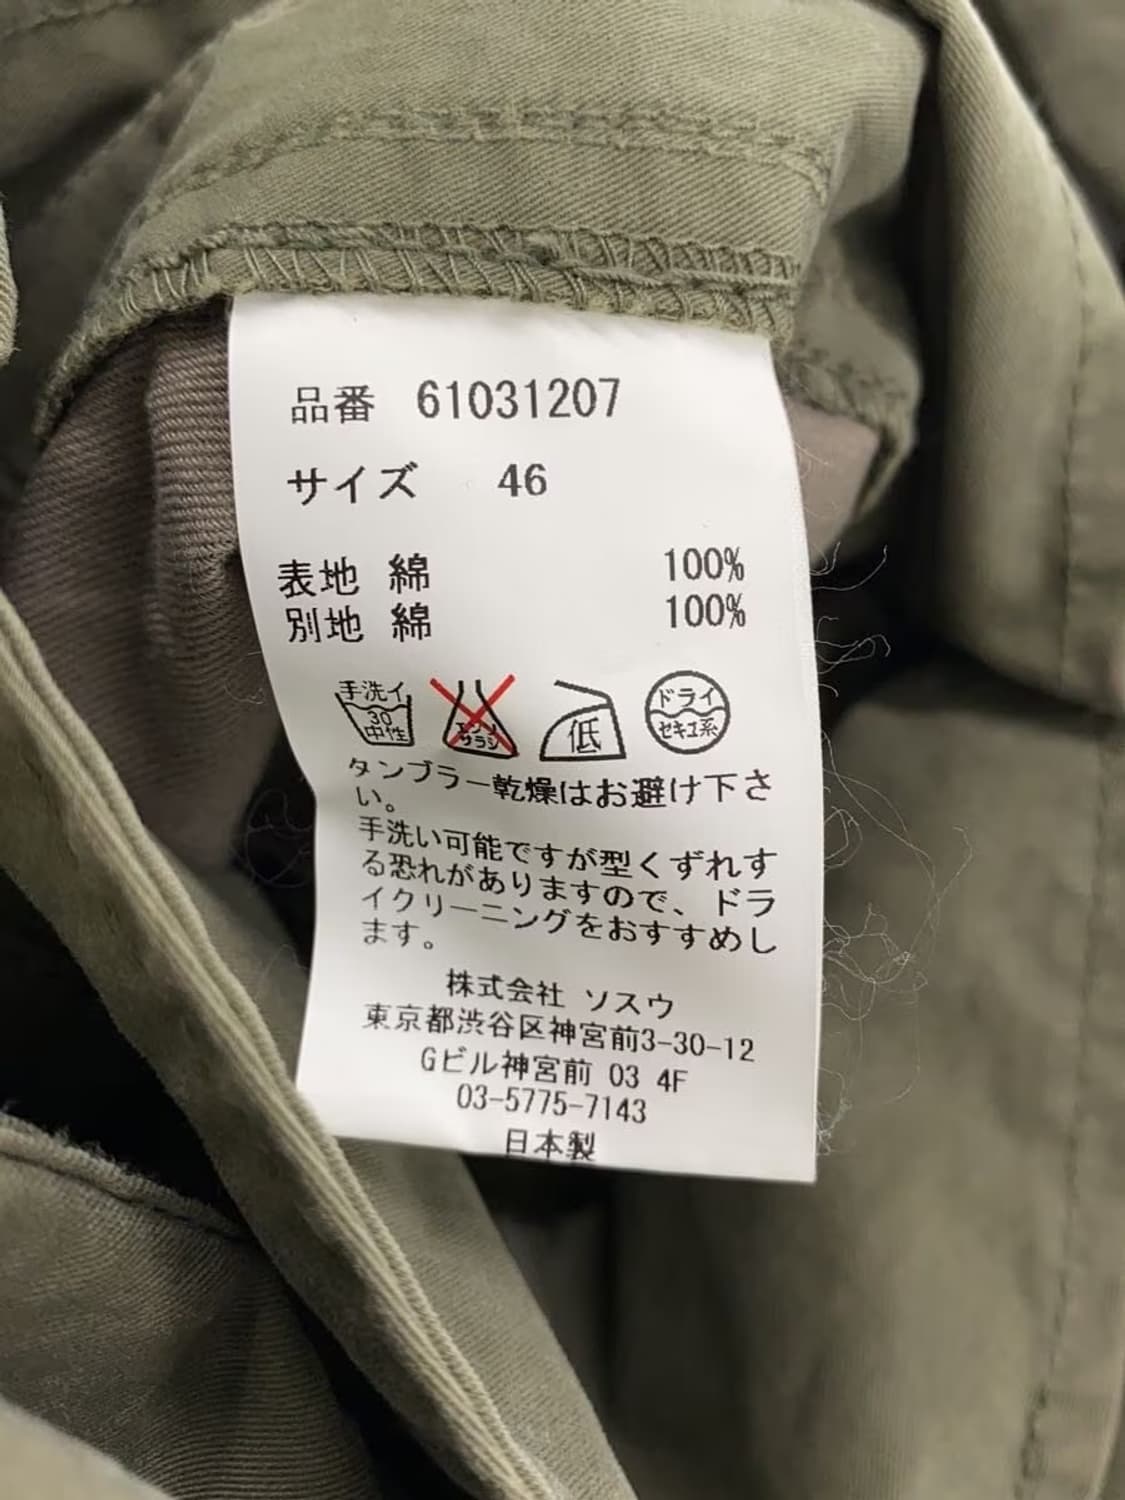 品番 61031207
サイズ 46
表地 綿 100%
別地 綿 100%
手洗イ
30
中性
エンソ
サラシ
低
ドライ
セキユ系
タンブラー乾燥はお避け下さ
い。
手洗い可能ですが型くずれす
る恐れがありますので、ドラ
イクリーニングをおすすめし
ます。
株式会社 ソスウ
東京都渋谷区神宮前3-30-12
Gビル神宮前 03 4F
03-5775-7143
日本製